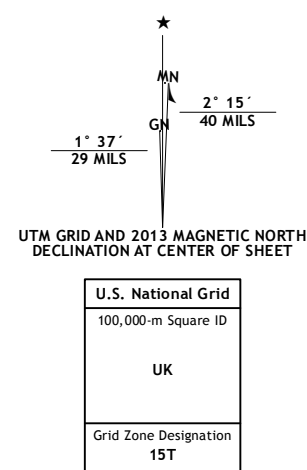 ★
MN
GN
2° 15´
40 MILS
1° 37´
29 MILS
UTM GRID AND 2013 MAGNETIC NORTH
DECLINATION AT CENTER OF SHEET
U.S. National Grid
100,000-m Square ID
UK
Grid Zone Designation
15T